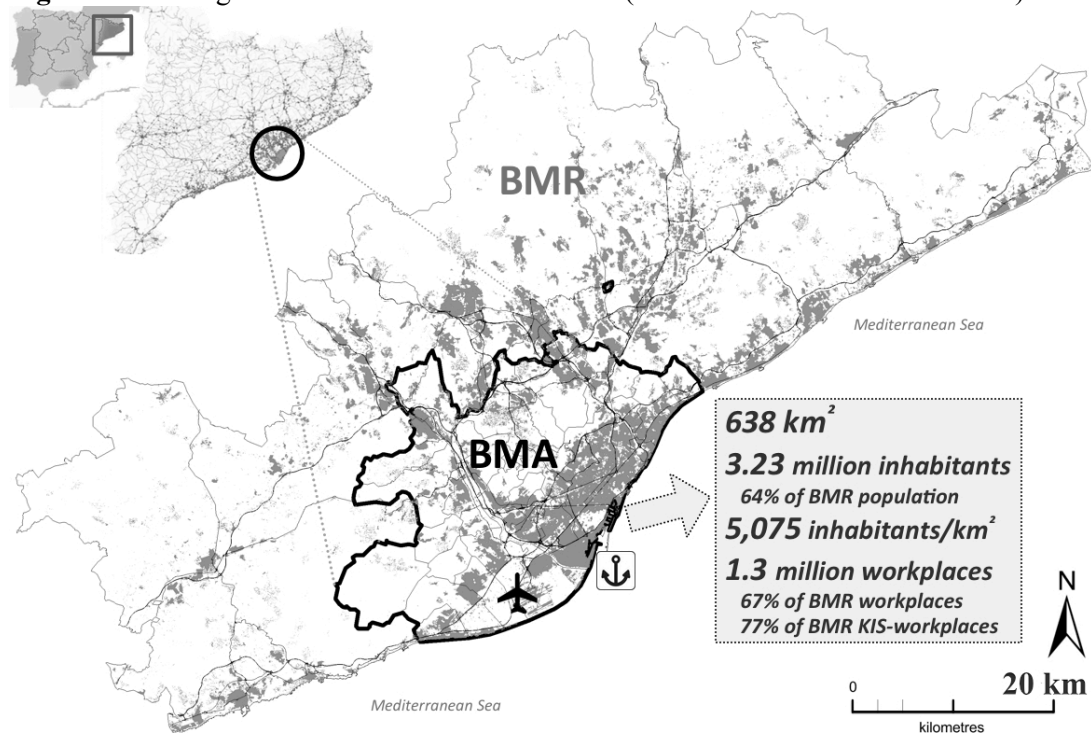 BMR
Mediterranean Sea
BMA
638 km²
3.23 million inhabitants
64% of BMR population
5,075 inhabitants/km²
1.3 million workplaces
67% of BMR workplaces
77% of BMR KIS-workplaces
N
0
20 km
kilometres
Mediterranean Sea